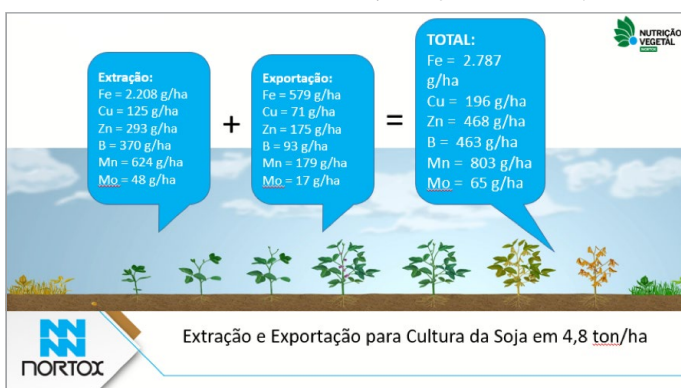 NUTRIÇÃO
VEGETAL
NORTOX
Extração:
Fe = 2.208 g/ha
Cu = 125 g/ha
Zn = 293 g/ha
B = 370 g/ha
Mn = 624 g/ha
Mo = 48 g/ha
+
Exportação:
Fe = 579 g/ha
Cu = 71 g/ha
Zn = 175 g/ha
B = 93 g/ha
Mn = 179 g/ha
Mo = 17 g/ha
=
TOTAL:
Fe = 2.787
g/ha
Cu = 196 g/ha
Zn = 468 g/ha
B = 463 g/ha
Mn = 803 g/ha
Mo = 65 g/ha
NORTOX
Extração e Exportação para Cultura da Soja em 4,8 ton/ha